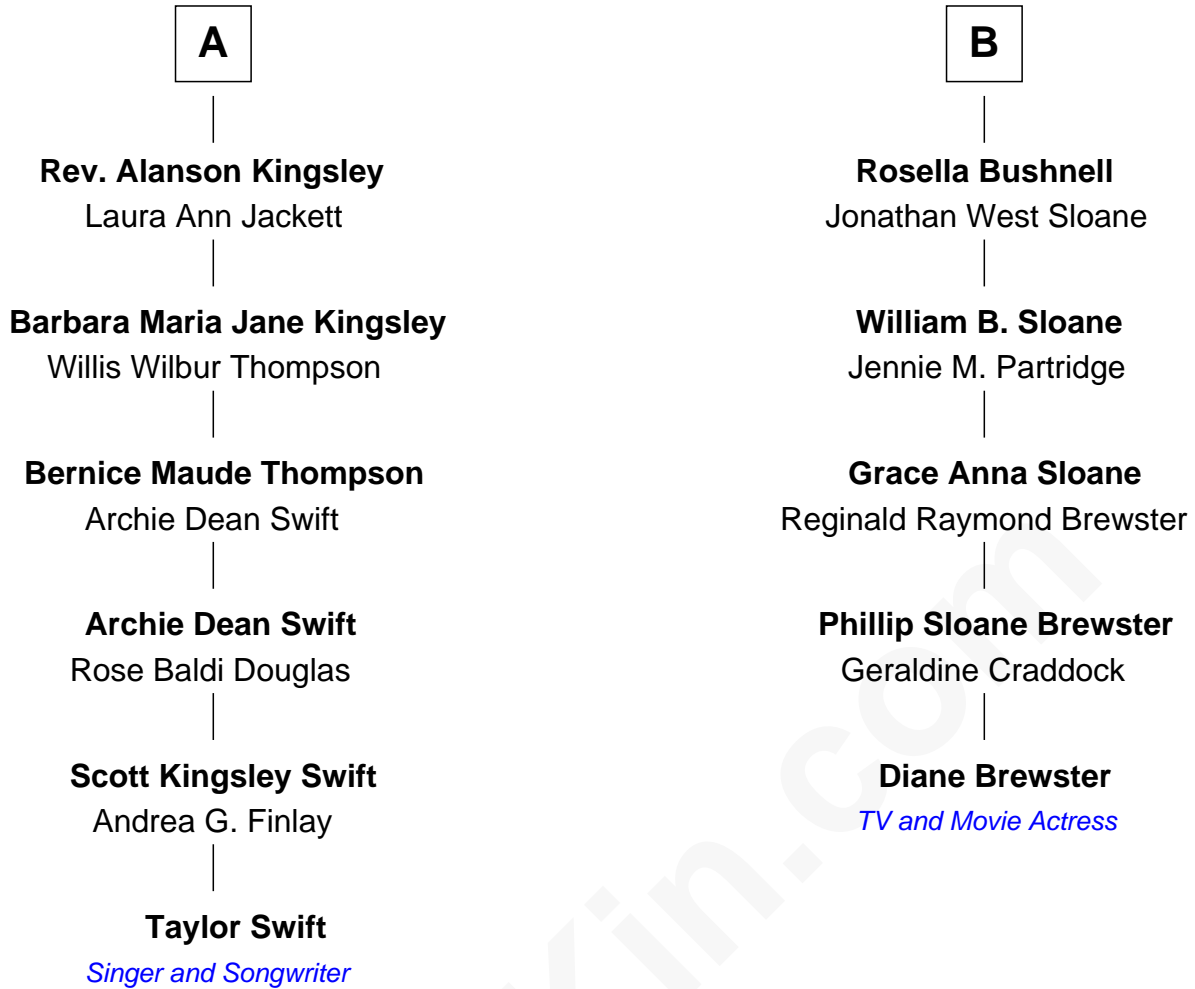 A
Rev. Alanson Kingsley
Laura Ann Jackett
Barbara Maria Jane Kingsley
Willis Wilbur Thompson
Bernice Maude Thompson
Archie Dean Swift
Archie Dean Swift
Rose Baldi Douglas
Scott Kingsley Swift
Andrea G. Finlay
Taylor Swift
Singer and Songwriter
B
Rosella Bushnell
Jonathan West Sloane
William B. Sloane
Jennie M. Partridge
Grace Anna Sloane
Reginald Raymond Brewster
Phillip Sloane Brewster
Geraldine Craddock
Diane Brewster
TV and Movie Actress
Kin.com